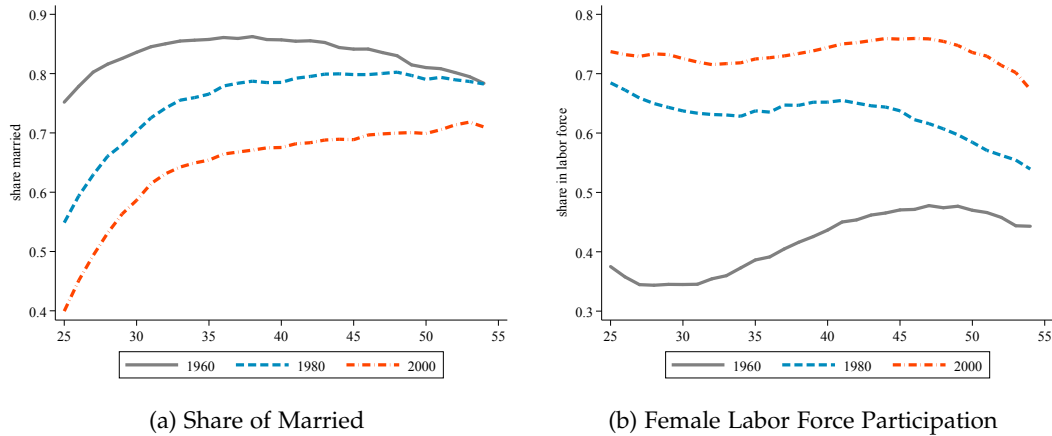 0.9
0.8
0.7
0.6
0.5
0.4
share married
25 30 35 40 45 50 55
1960 1980 2000
(a) Share of Married
0.8
0.7
0.6
0.5
0.4
0.3
share in labor force
25 30 35 40 45 50 55
1960 1980 2000
(b) Female Labor Force Participation